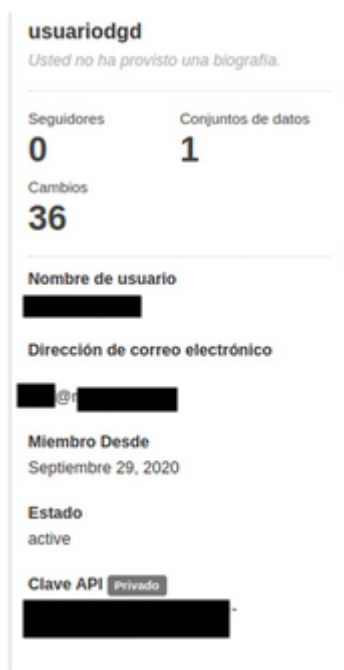 usuariodgd
Usted no ha provisto una biografía.
Seguidores Conjuntos de datos
0 1
Cambios
36
Nombre de usuario
Dirección de correo electrónico
@r
Miembro Desde
Septiembre 29, 2020
Estado
active
Clave API Privado